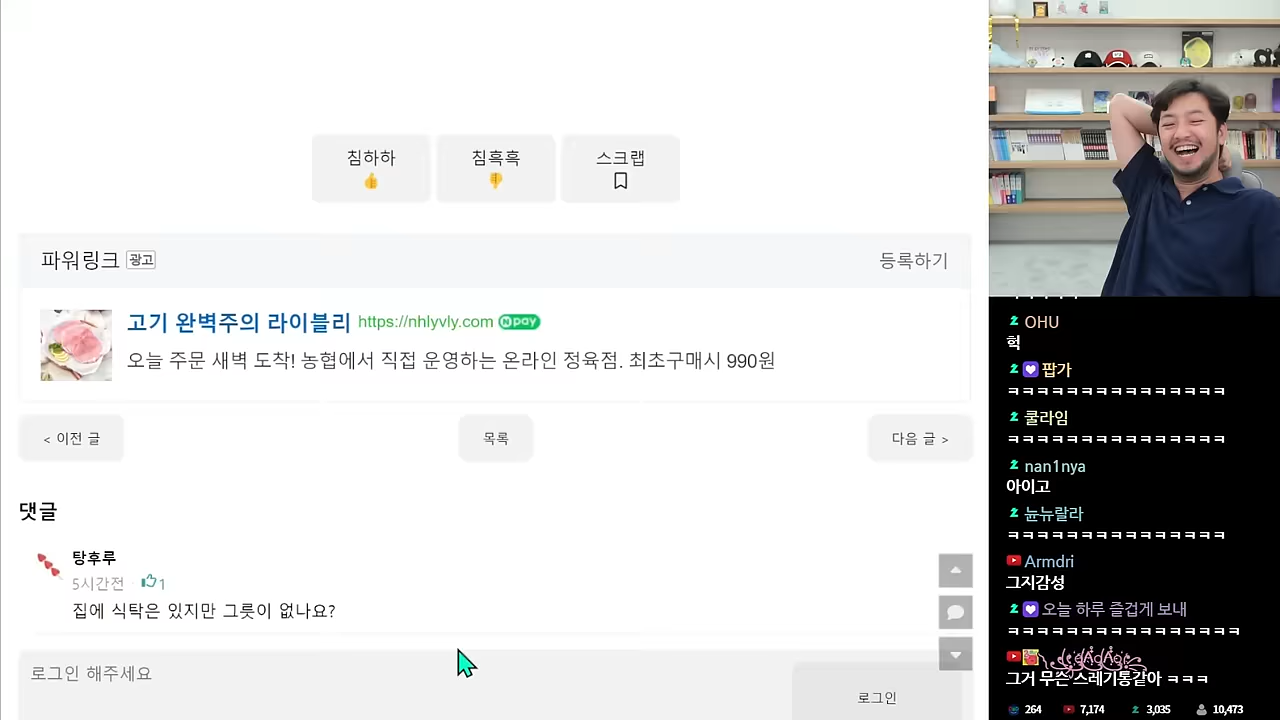 침하하
침흑흑
스크랩
파워링크 광고
등록하기
고기 완벽주의 라이블리 https://nhlyvly.com N pay
오늘 주문 새벽 도착! 농협에서 직접 운영하는 온라인 정육점. 최초구매시 990원
< 이전 글
목록
다음 글 >
댓글
탕후루
5시간전 · 1
집에 식탁은 있지만 그릇이 없나요?
로그인 해주세요
로그인
OHU
헉
팝가
ㅋㅋㅋㅋㅋㅋㅋㅋㅋㅋㅋㅋㅋㅋㅋ
쿨라임
ㅋㅋㅋㅋㅋㅋㅋㅋㅋㅋㅋㅋㅋㅋㅋ
nan1nya
아이고
뉸뉴랄라
ㅋㅋㅋㅋㅋㅋㅋㅋㅋㅋㅋㅋㅋㅋㅋ
Armdri
그지감성
오늘 하루 즐겁게 보내
ㅋㅋㅋㅋㅋㅋㅋㅋㅋㅋㅋㅋㅋㅋㅋㅋ
그거 무슨 스레기통같아 ㅋㅋㅋ
264
7,174
3,035
10,473